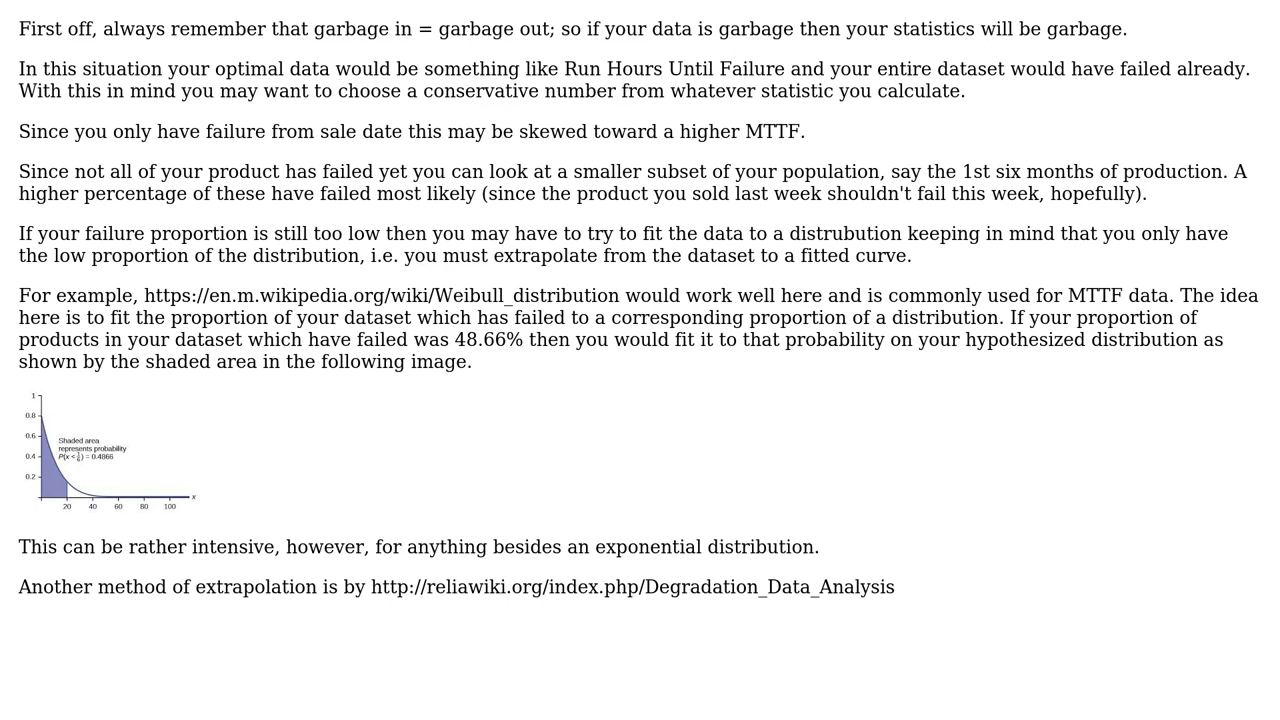 First off, always remember that garbage in = garbage out; so if your data is garbage then your statistics will be garbage.
In this situation your optimal data would be something like Run Hours Until Failure and your entire dataset would have failed already.
With this in mind you may want to choose a conservative number from whatever statistic you calculate.
Since you only have failure from sale date this may be skewed toward a higher MTTF.
Since not all of your product has failed yet you can look at a smaller subset of your population, say the 1st six months of production. A
higher percentage of these have failed most likely (since the product you sold last week shouldn't fail this week, hopefully).
If your failure proportion is still too low then you may have to try to fit the data to a distrubution keeping in mind that you only have
the low proportion of the distribution, i.e. you must extrapolate from the dataset to a fitted curve.
For example, https://en.m.wikipedia.org/wiki/Weibull_distribution would work well here and is commonly used for MTTF data. The idea
here is to fit the proportion of your dataset which has failed to a corresponding proportion of a distribution. If your proportion of
products in your dataset which have failed was 48.66% then you would fit it to that probability on your hypothesized distribution as
shown by the shaded area in the following image.
1
0.8
0.6
0.4
0.2
Shaded area
represents probability
P(x < ) = 0.4866
20 40 60 80 100
x
This can be rather intensive, however, for anything besides an exponential distribution.
Another method of extrapolation is by http://reliawiki.org/index.php/Degradation_Data_Analysis